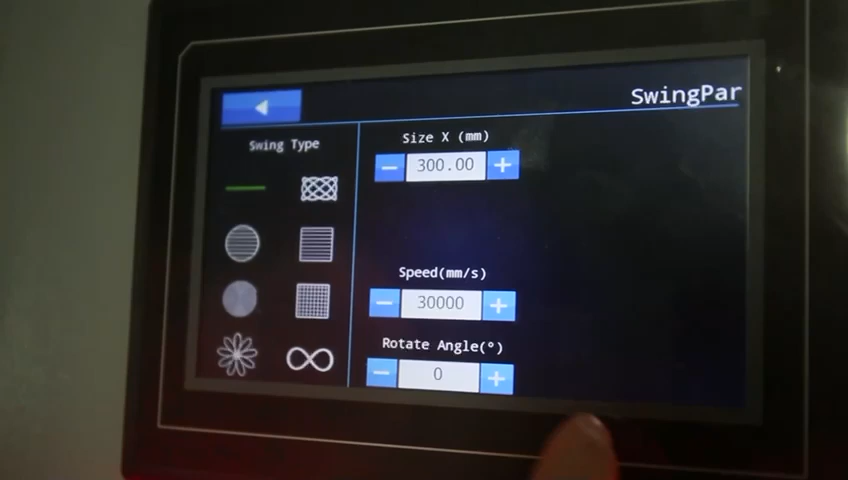 SwingPar
Swing Type
Size X (mm)
300.00
Speed(mm/s)
30000
Rotate Angle(°)
0